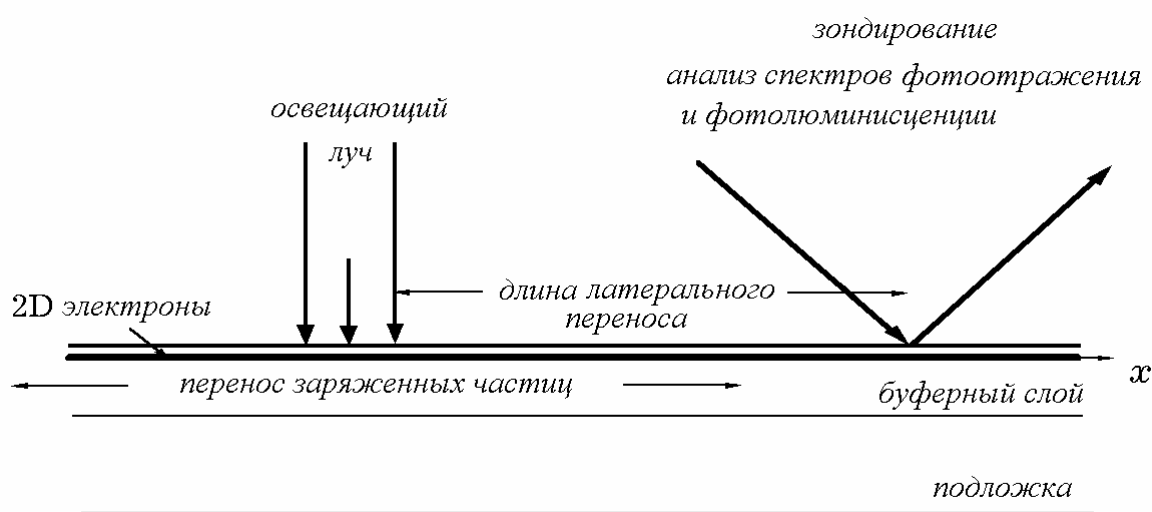 зондирование
анализ спектров фотоотражения
и фотолюминисценции
освещающий
луч
длина латерального
переноса
2D электроны
перенос заряженных частиц
x
буферный слой
подложка